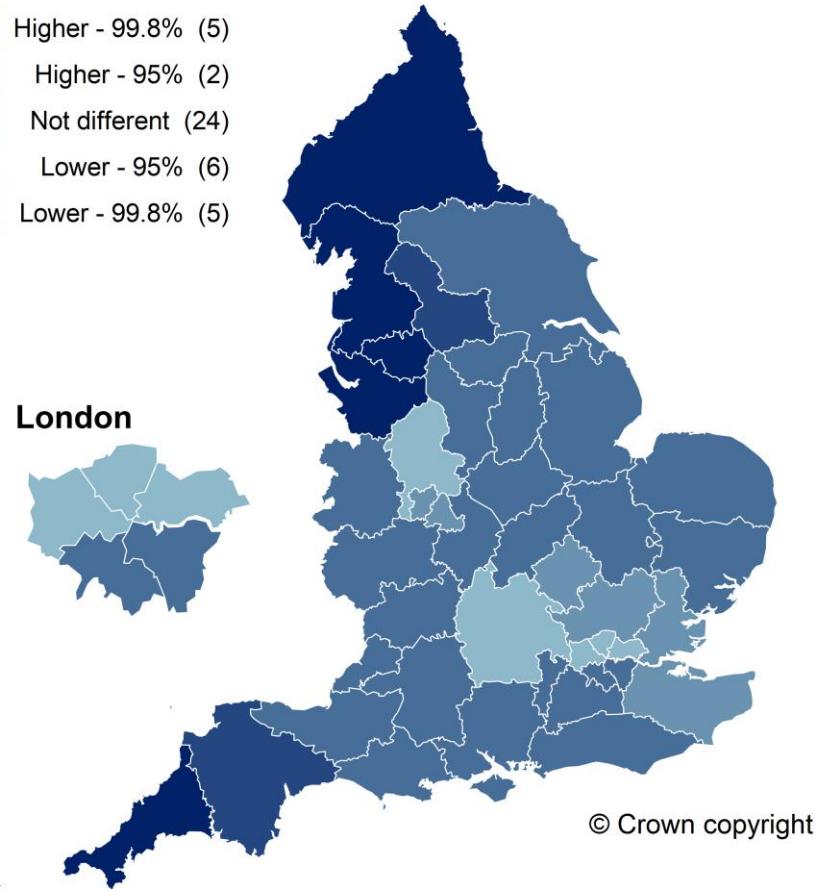 Higher - 99.8% (5)
Higher - 95% (2)
Not different (24)
Lower - 95% (6)
Lower - 99.8% (5)
London
© Crown copyright